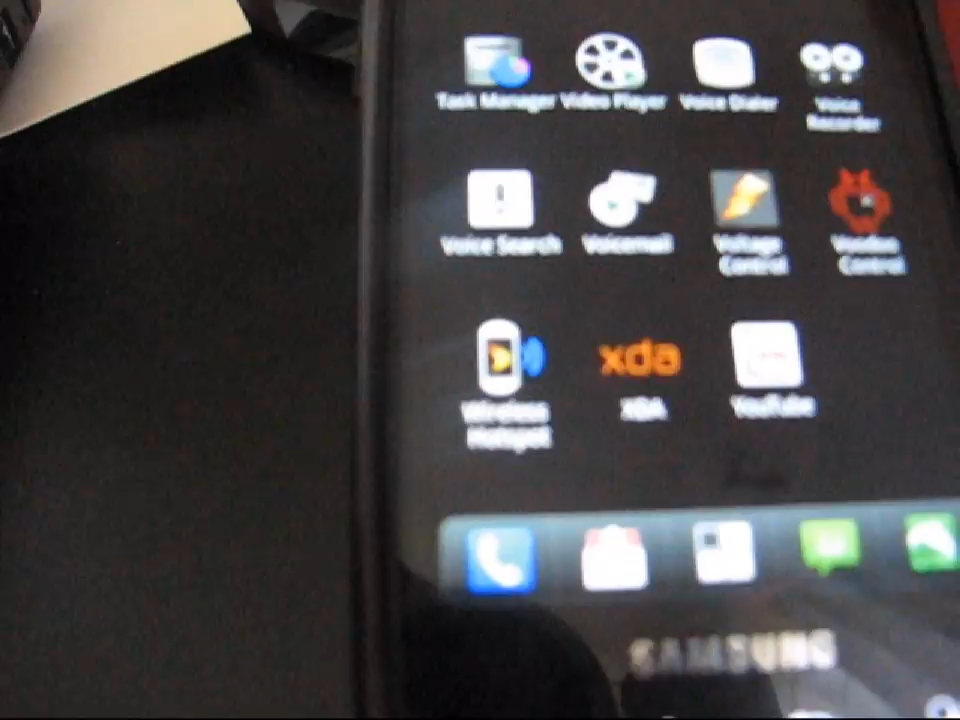 Task Manager
Video Player
Voice Dialer
Voice
Recorder
Voice Search
Voicemail
Voltage
Control
Voodoo
Control
Wireless
Hotspot
xda
XDA
YouTube
SAMSUNG